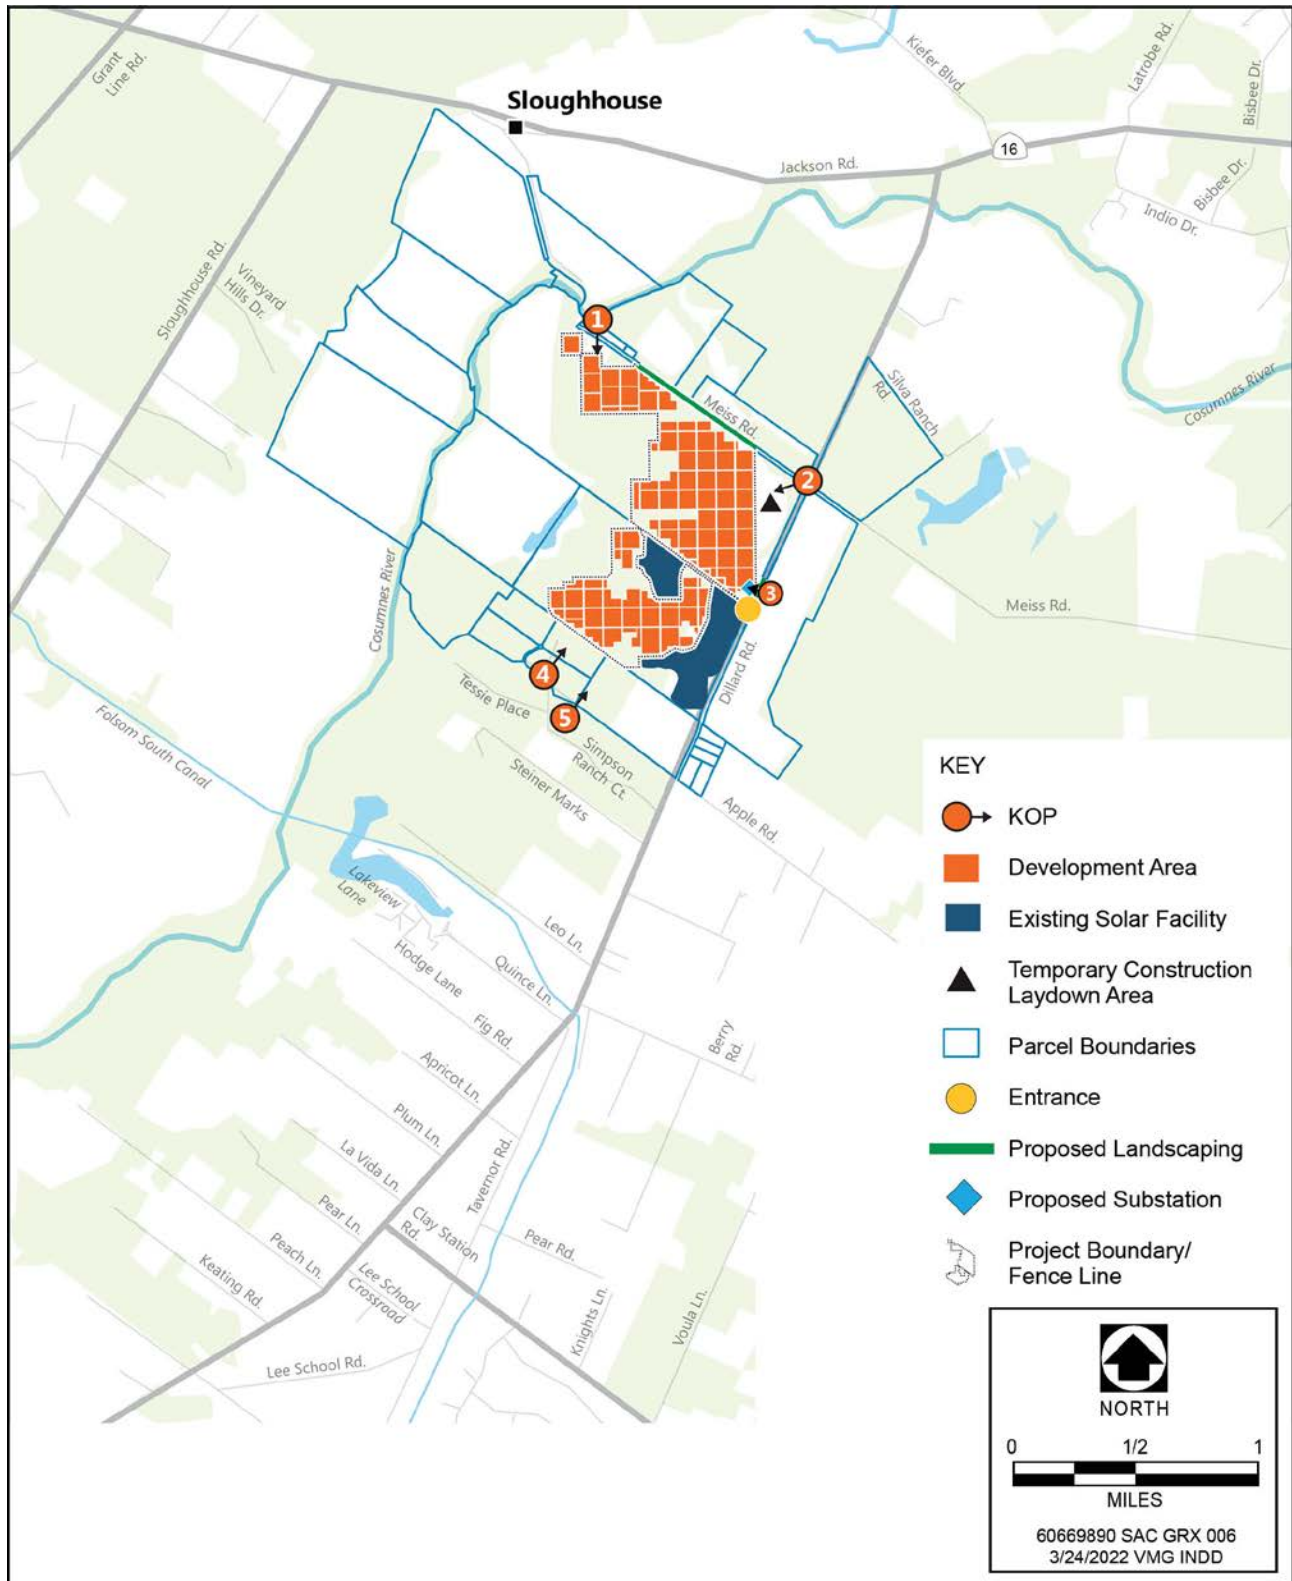 Grant
Line Rd.
Kiefer Blvd.
Latrobe Rd.
Bisbee Dr.
Sloughhouse
16
Jackson Rd.
Bisbee Dr.
Indio Dr.
Sloughhouse Rd.
Vineyard
Hills Dr.
1
Silva Ranch
Rd.
Cosumnes River
Meiss Rd.
2
Cosumnes River
3
Meiss Rd.
4
Dillard Rd.
Tessie Place
5
Folsom South Canal
Simpson
Ranch Ct.
Steiner Marks
Apple Rd.
Lakeview
Lane
Leo Ln.
Hodge Lane
Quince Ln.
Fig Rd.
Berry
Rd.
Apricot Ln.
Plum Ln.
La Vida Ln.
Tavernor Rd.
Pear Ln.
Clay Station
Rd.
Pear Rd.
Peach Ln.
Keating Rd.
Lee School
Crossroad
Knights Ln.
Voula Ln.
Lee School Rd.
KEY
KOP
Development Area
Existing Solar Facility
Temporary Construction
Laydown Area
Parcel Boundaries
Entrance
Proposed Landscaping
Proposed Substation
Project Boundary/
Fence Line
NORTH
0 1/2 1
MILES
60669890 SAC GRX 006
3/24/2022 VMG INDD